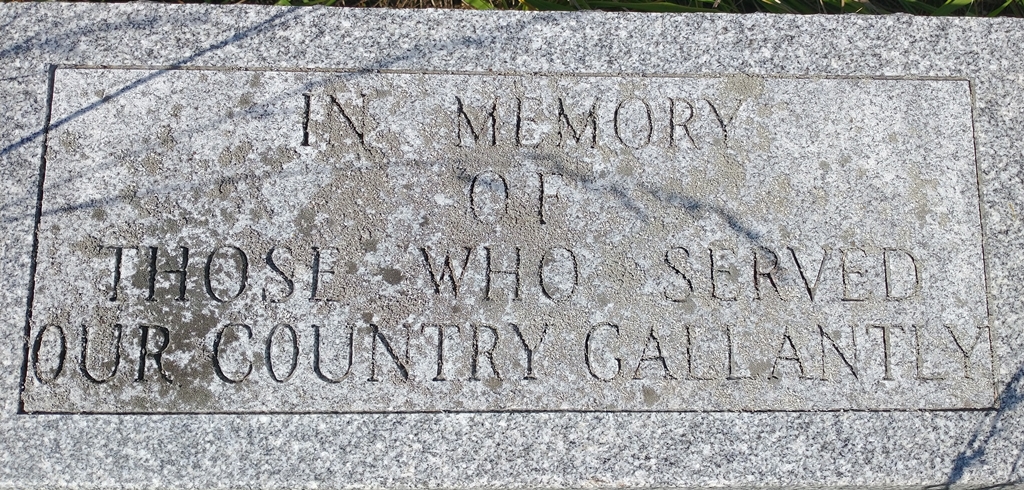 IN MEMORY
OF
THOSE WHO SERVED
OUR COUNTRY GALLANTLY